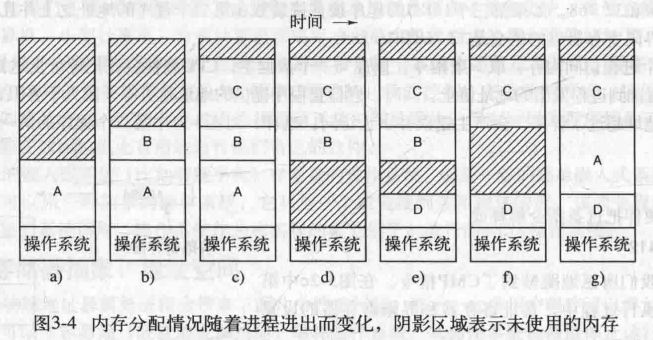 时间 →
C C C C
B B B B A
A A A D D D
操作系统 操作系统 操作系统 操作系统 操作系统 操作系统 操作系统
a) b) c) d) e) f) g)
图3-4 内存分配情况随着进程进出而变化，阴影区域表示未使用的内存